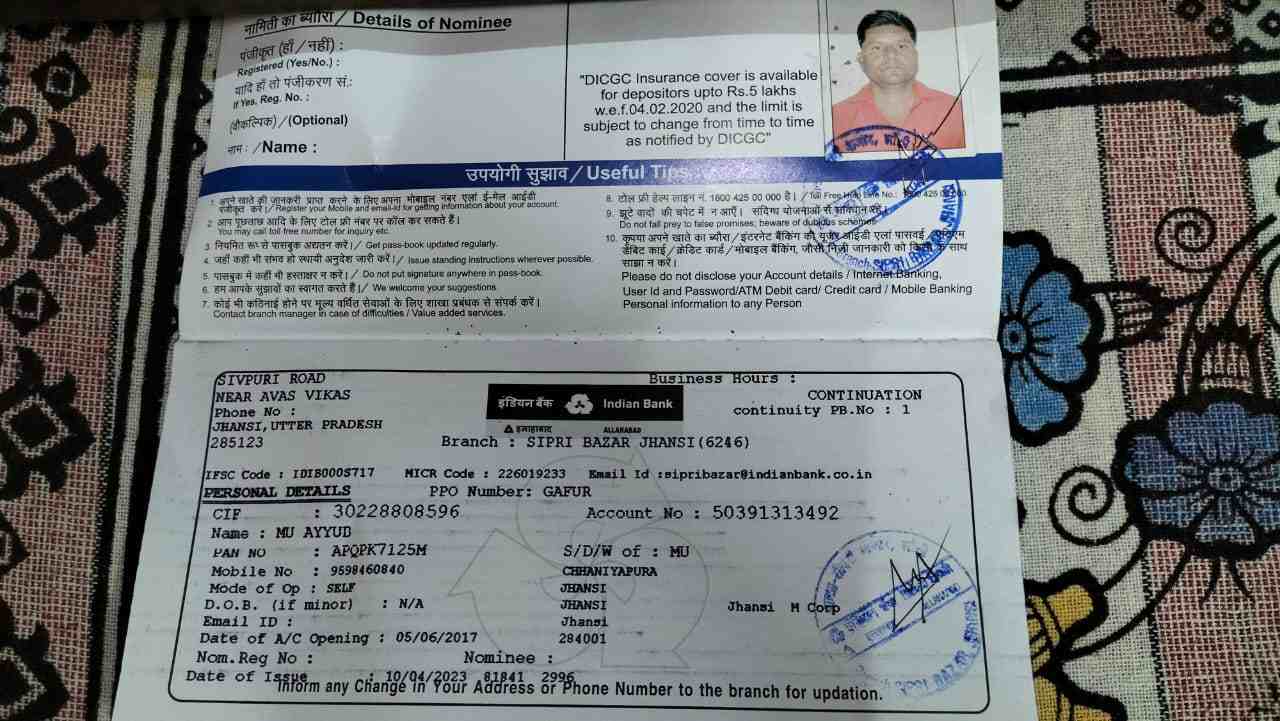 नामिती का ब्यौरा / Details of Nominee
पंजीकृत (हाँ / नहीं) :
Registered (Yes/No.) :
यदि हाँ तो पंजीकरण सं.:
If Yes, Reg. No. :
(वैकल्पिक) / (Optional)
नाम : / Name :
"DICGC Insurance cover is available
for depositors upto Rs.5 lakhs
w.e.f.04.02.2020 and the limit is
subject to change from time to time
as notified by DICGC"
उपयोगी सुझाव / Useful Tips
1. अपने खाते की जानकारी प्राप्त करने के लिए अपना मोबाईल नंबर एलां ई-मेल आईडी
पंजीकृत करें। / Register your Mobile and email-id for getting information about your account.
2. आप पूछताछ आदि के लिए टोल फ्री नंबर पर कॉल कर सकते हैं।
You may call toll-free number for inquiry etc.
3. नियमित रूप से पासबुक अद्यतन करें। / Get pass-book updated regularly.
4. जहाँ कहीं भी संभव हो स्थायी अनुदेश जारी करें। / Issue standing instructions wherever possible.
5. पासबुक में कहीं भी हस्ताक्षर न करें। / Do not put signature anywhere in pass-book.
6. हम आपके सुझावों का स्वागत करते हैं। / We welcome your suggestions.
7. कोई भी कठिनाई होने पर मूल्य वर्धित सेवाओं के लिए शाखा प्रबंधक से संपर्क करें।
Contact branch manager in case of difficulties / Value added services.
8. टोल फ्री हेल्प लाइन नं. 1800 425 00 000 है। / Toll Free Help Line No.: 1800 425 00 000
9. झूटे वादों की चपेट में न आएँ। संदिग्ध योजनाओं से सावधान रहें।
Do not fall prey to false promises; beware of dubious schemes
10. कृपया अपने खाते का ब्यौरा / इंटरनेट बैंकिंग की यूजर आईडी एलां पासवर्ड / एटीएम
डेबिट कार्ड / क्रेडिट कार्ड / मोबाइल बैंकिंग, जैसी निजी जानकारी को किसी के साथ
साझा न करें।
Please do not disclose your Account details / Internet Banking,
User Id and Password/ATM Debit card/ Credit card / Mobile Banking
Personal information to any Person
SIVPURI ROAD
Business Hours :
NEAR AVAS VIKAS
CONTINUATION
Phone No :
इंडियन बैंक Indian Bank
continuity PB.No : 1
JHANSI,UTTER PRADESH
इलाहाबाद ALLAHABAD
285123
Branch : SIPRI BAZAR JHANSI(6246)
IFSC Code : IDIB000S717 MICR Code : 226019233 Email Id :sipribazar@indianbank.co.in
PERSONAL DETAILS PPO Number: GAFUR
CIF : 30228808596 Account No : 50391313492
Name : MU AYYUB
PAN NO : APQPK7125M S/D/W of : MU
Mobile No : 9598460840 CHHANIYAPURA
Mode of Op : SELF JHANSI
D.O.B. (if minor) : N/A JHANSI Jhansi M Corp
Email ID : Jhansi
Date of A/C Opening : 05/06/2017 284001
Nom.Reg No : Nominee :
Date of Issue : 10/04/2023 81841 2996
Inform any Change in Your Address or Phone Number to the branch for updation.